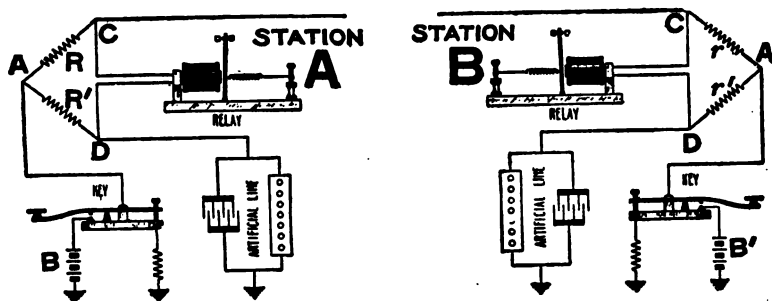 C
STATION
A
A
R
R'
RELAY
D
KEY
ARTIFICIAL LINE
B
STATION
B
C
r
A
r'
RELAY
D
KEY
ARTIFICIAL LINE
B'